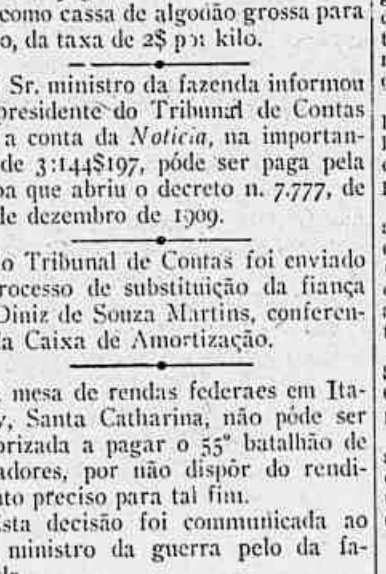 como cassa de algodão grossa para
o, da taxa de 2$ por kilo.
Sr. ministro da fazenda informou
presidente do Tribunal de Contas
a conta da Noticia, na importan-
de 3:144$197, póde ser paga pela
ba que abriu o decreto n. 7.777, de
de dezembro de 1909.
o Tribunal de Contas foi enviado
rocesso de substituição da fiança
Diniz de Souza Martins, conferen-
a Caixa de Amortização.
mesa de rendas federaes em Ita-
y, Santa Catharina, não póde ser
orizada a pagar o 55º batalhão de
adores, por não dispôr do rendi-
nto preciso para tal fim.
sta decisão foi communicada ao
ministro da guerra pelo da fa-